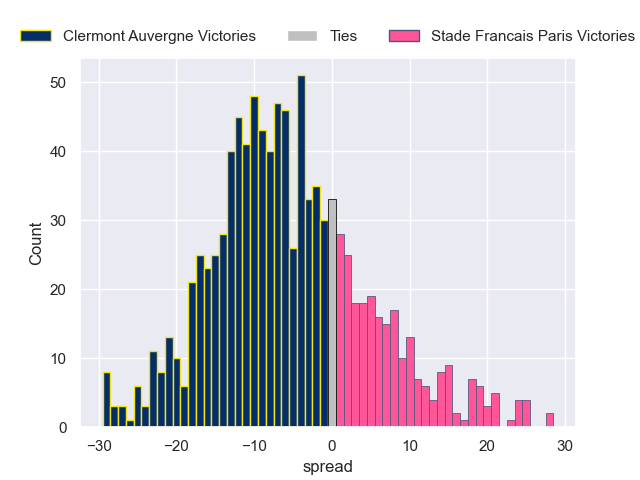 Clermont Auvergne Victories Ties Stade Francais Paris Victories
50
40
30
20
10
0
Count
−30 −20 −10 0 10 20 30
spread